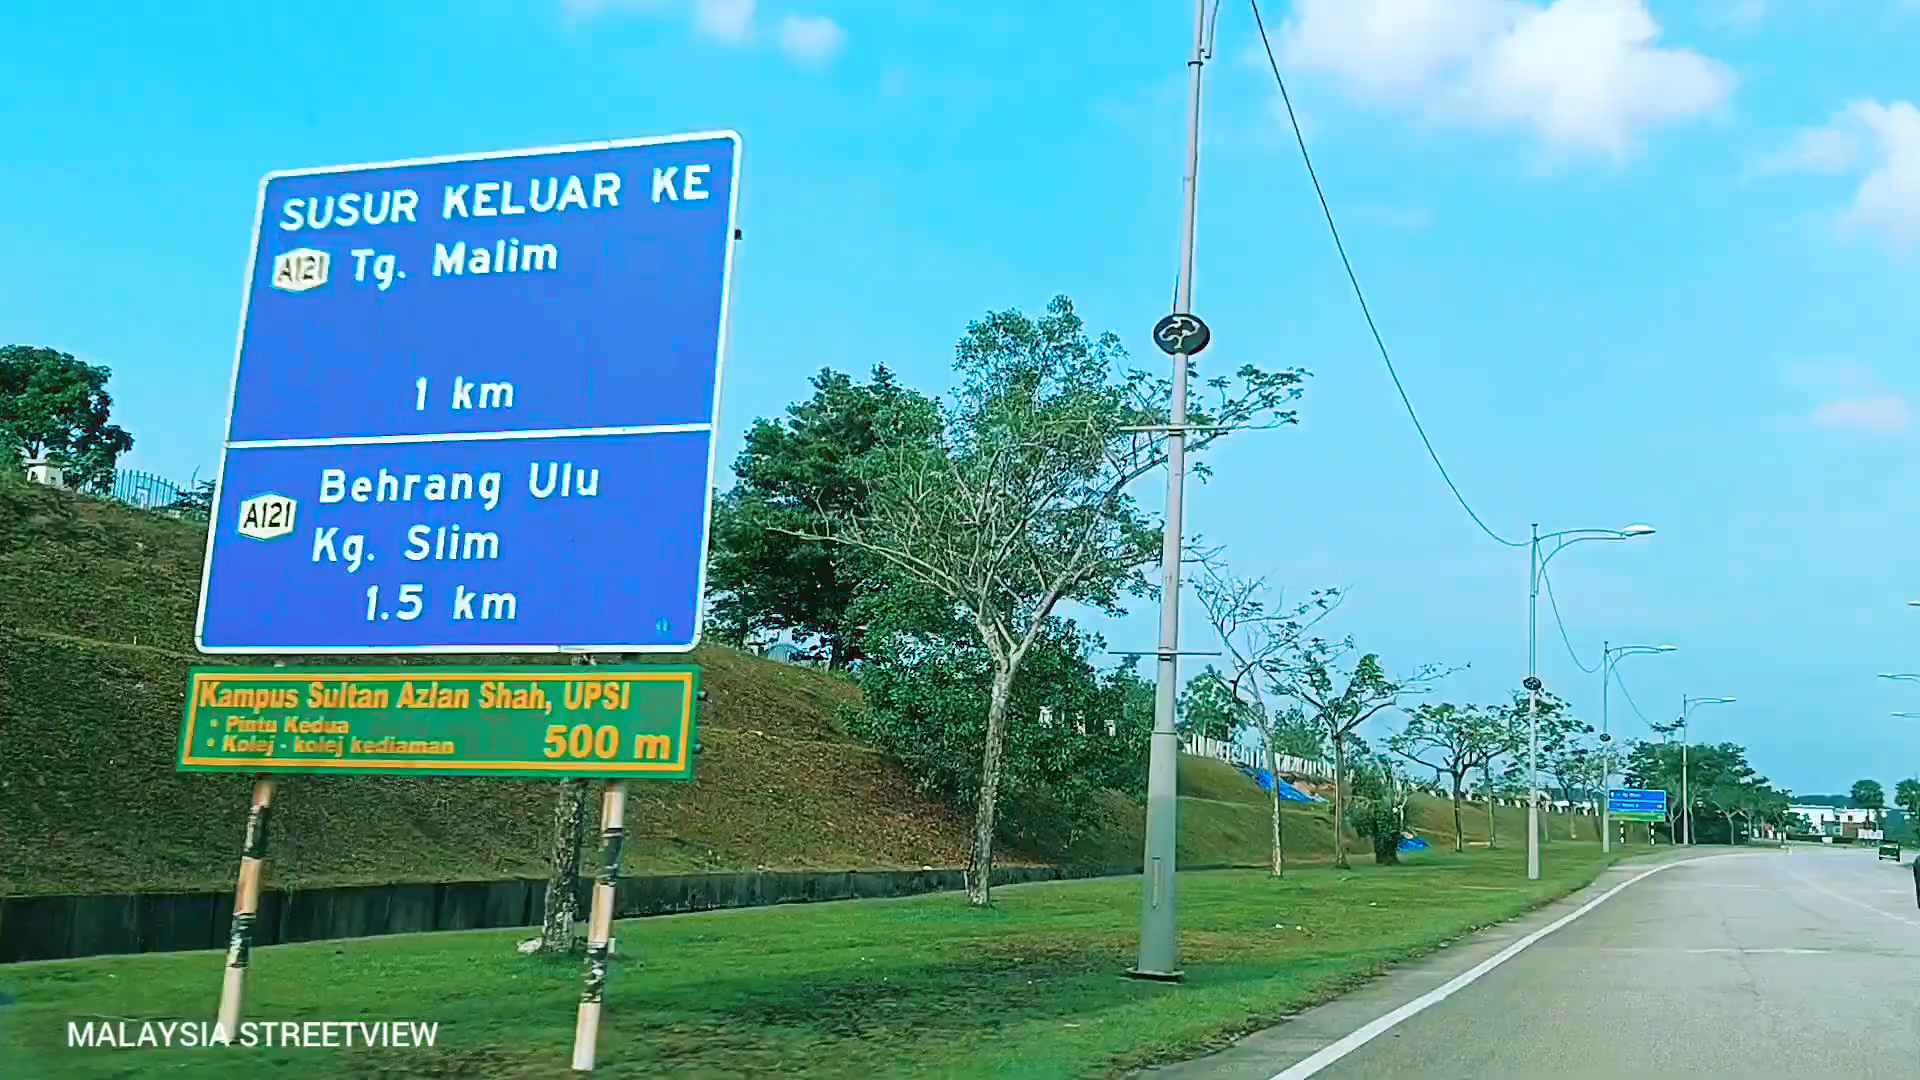 SUSUR KELUAR KE
A121 Tg. Malim
1 km
Behrang Ulu
A121
Kg. Slim
1.5 km
Kampus Sultan Azlan Shah, UPSI
• Pintu Kedua
• Kolej - kolej kediaman
500 m
MALAYSIA STREETVIEW